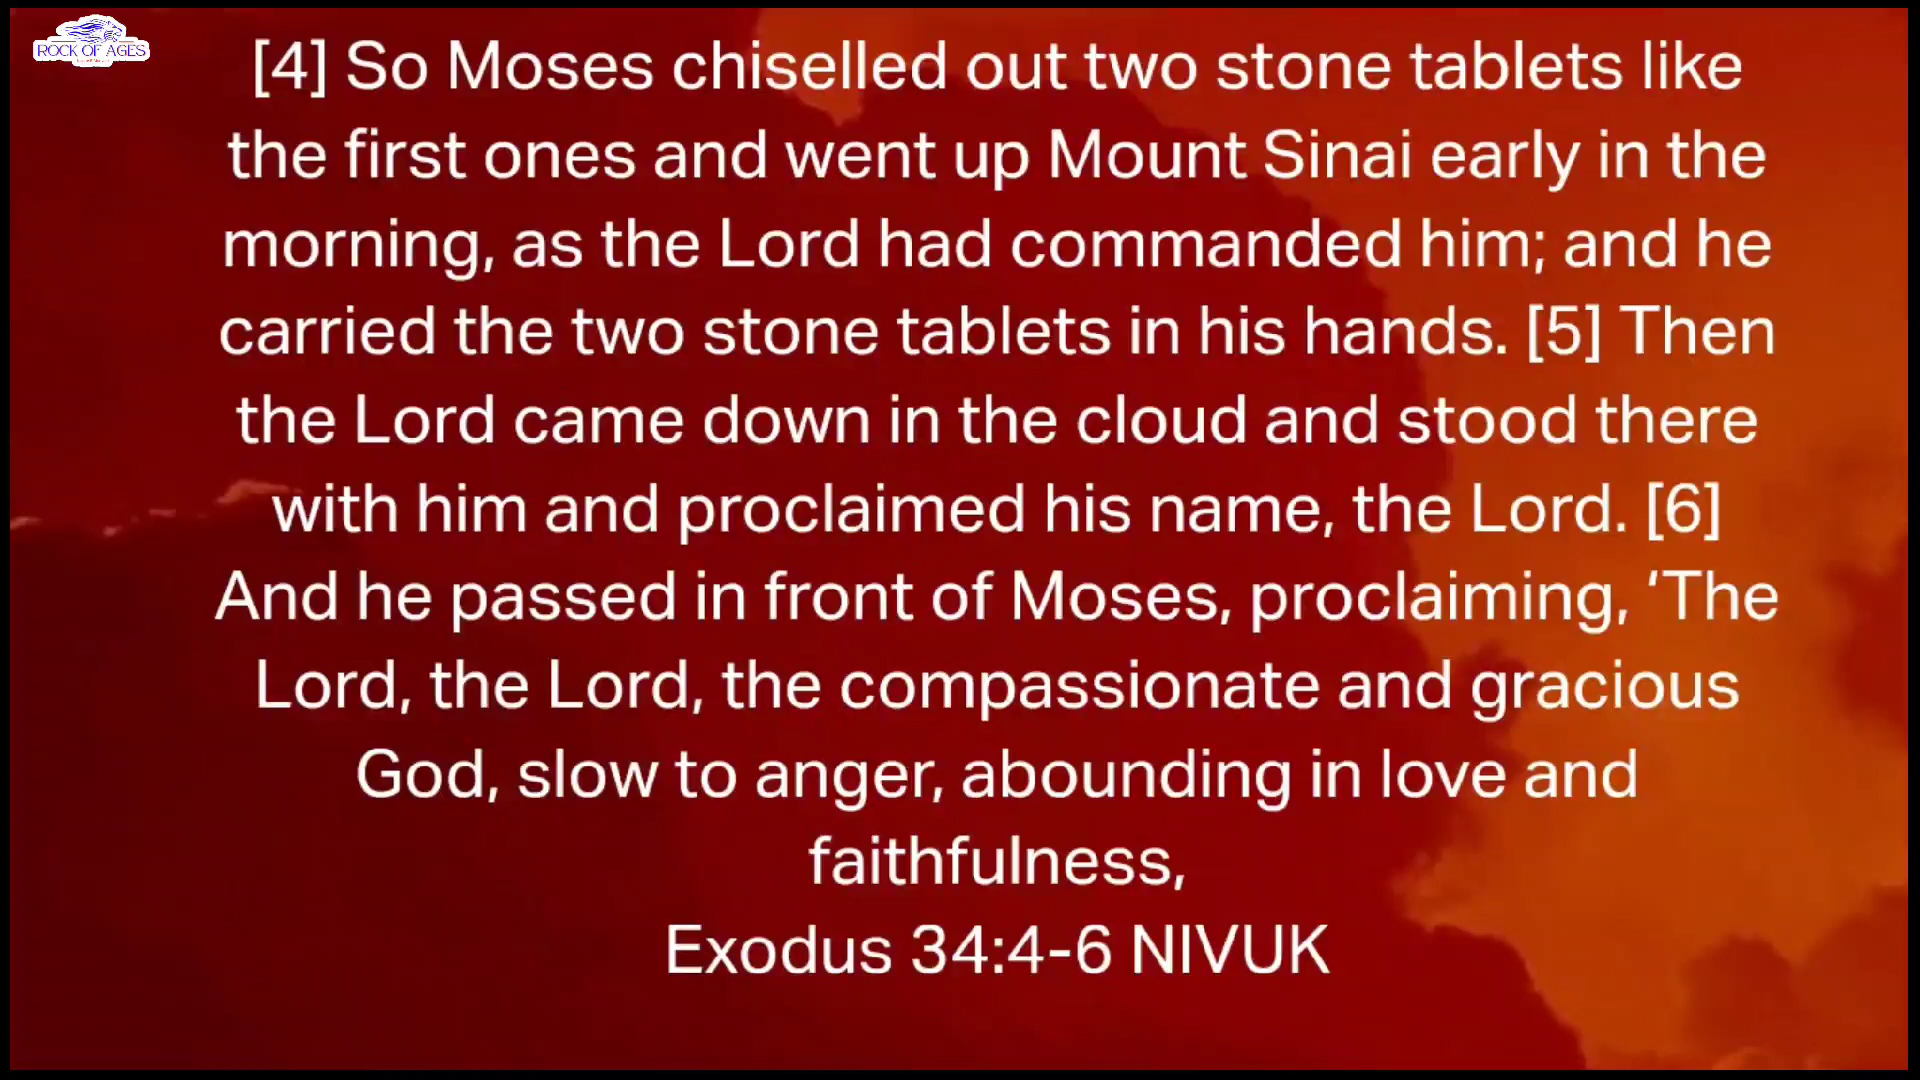 ROCK OF AGES
[4] So Moses chiselled out two stone tablets like
the first ones and went up Mount Sinai early in the
morning, as the Lord had commanded him; and he
carried the two stone tablets in his hands. [5] Then
the Lord came down in the cloud and stood there
with him and proclaimed his name, the Lord. [6]
And he passed in front of Moses, proclaiming, ‘The
Lord, the Lord, the compassionate and gracious
God, slow to anger, abounding in love and
faithfulness,
Exodus 34:4-6 NIVUK